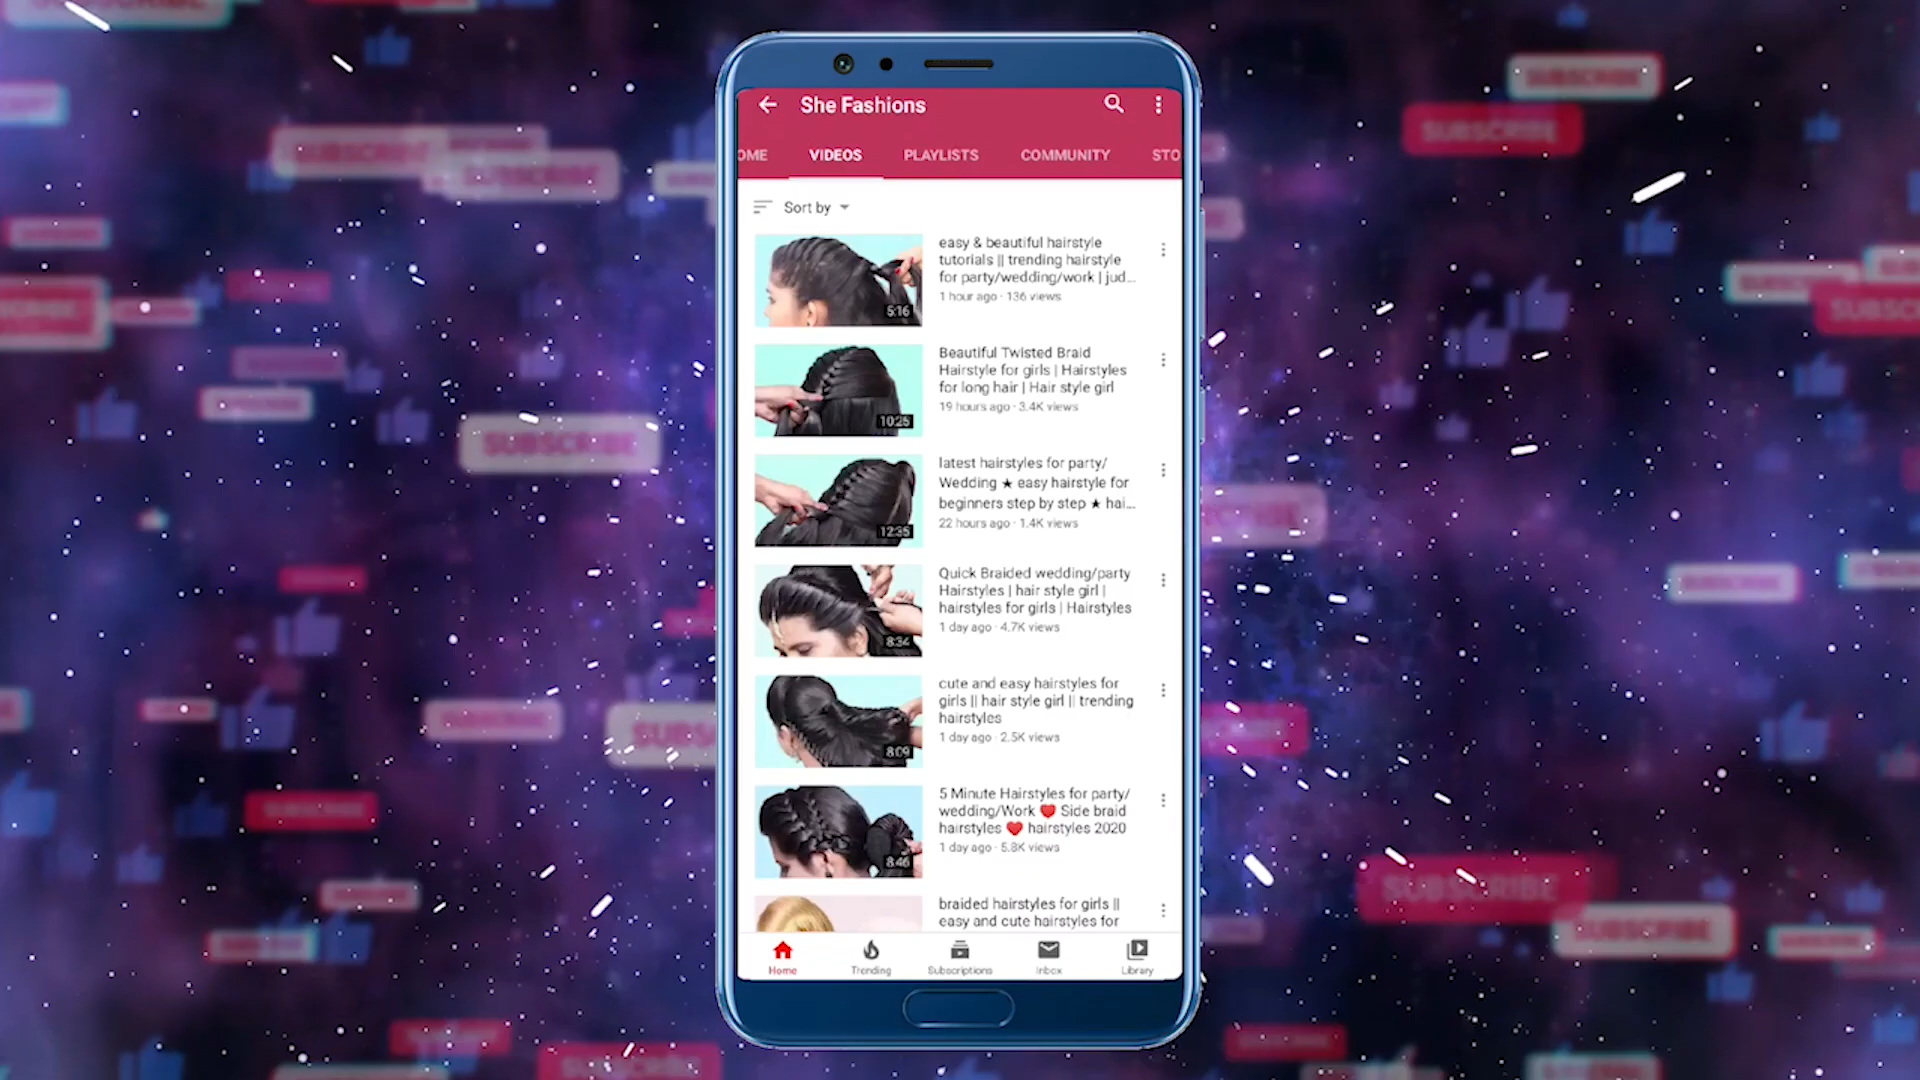 She Fashions
OME VIDEOS PLAYLISTS COMMUNITY STO
Sort by
easy & beautiful hairstyle
tutorials || trending hairstyle
for party/wedding/work | jud...
1 hour ago · 136 views
5:16
Beautiful Twisted Braid
Hairstyle for girls | Hairstyles
for long hair | Hair style girl
19 hours ago · 3.4K views
10:25
latest hairstyles for party/
Wedding ★ easy hairstyle for
beginners step by step ★ hai...
22 hours ago · 1.4K views
12:35
Quick Braided wedding/party
Hairstyles | hair style girl |
hairstyles for girls | Hairstyles
1 day ago · 4.7K views
8:34
cute and easy hairstyles for
girls || hair style girl || trending
hairstyles
1 day ago · 2.5K views
8:09
5 Minute Hairstyles for party/
wedding/Work ♥ Side braid
hairstyles ♥ hairstyles 2020
1 day ago · 5.8K views
8:46
braided hairstyles for girls ||
easy and cute hairstyles for
Home Trending Subscriptions Inbox Library
SUBSCRIBE
SUBSCRIBE
SUBSCRIBE
SUBSCRIBE